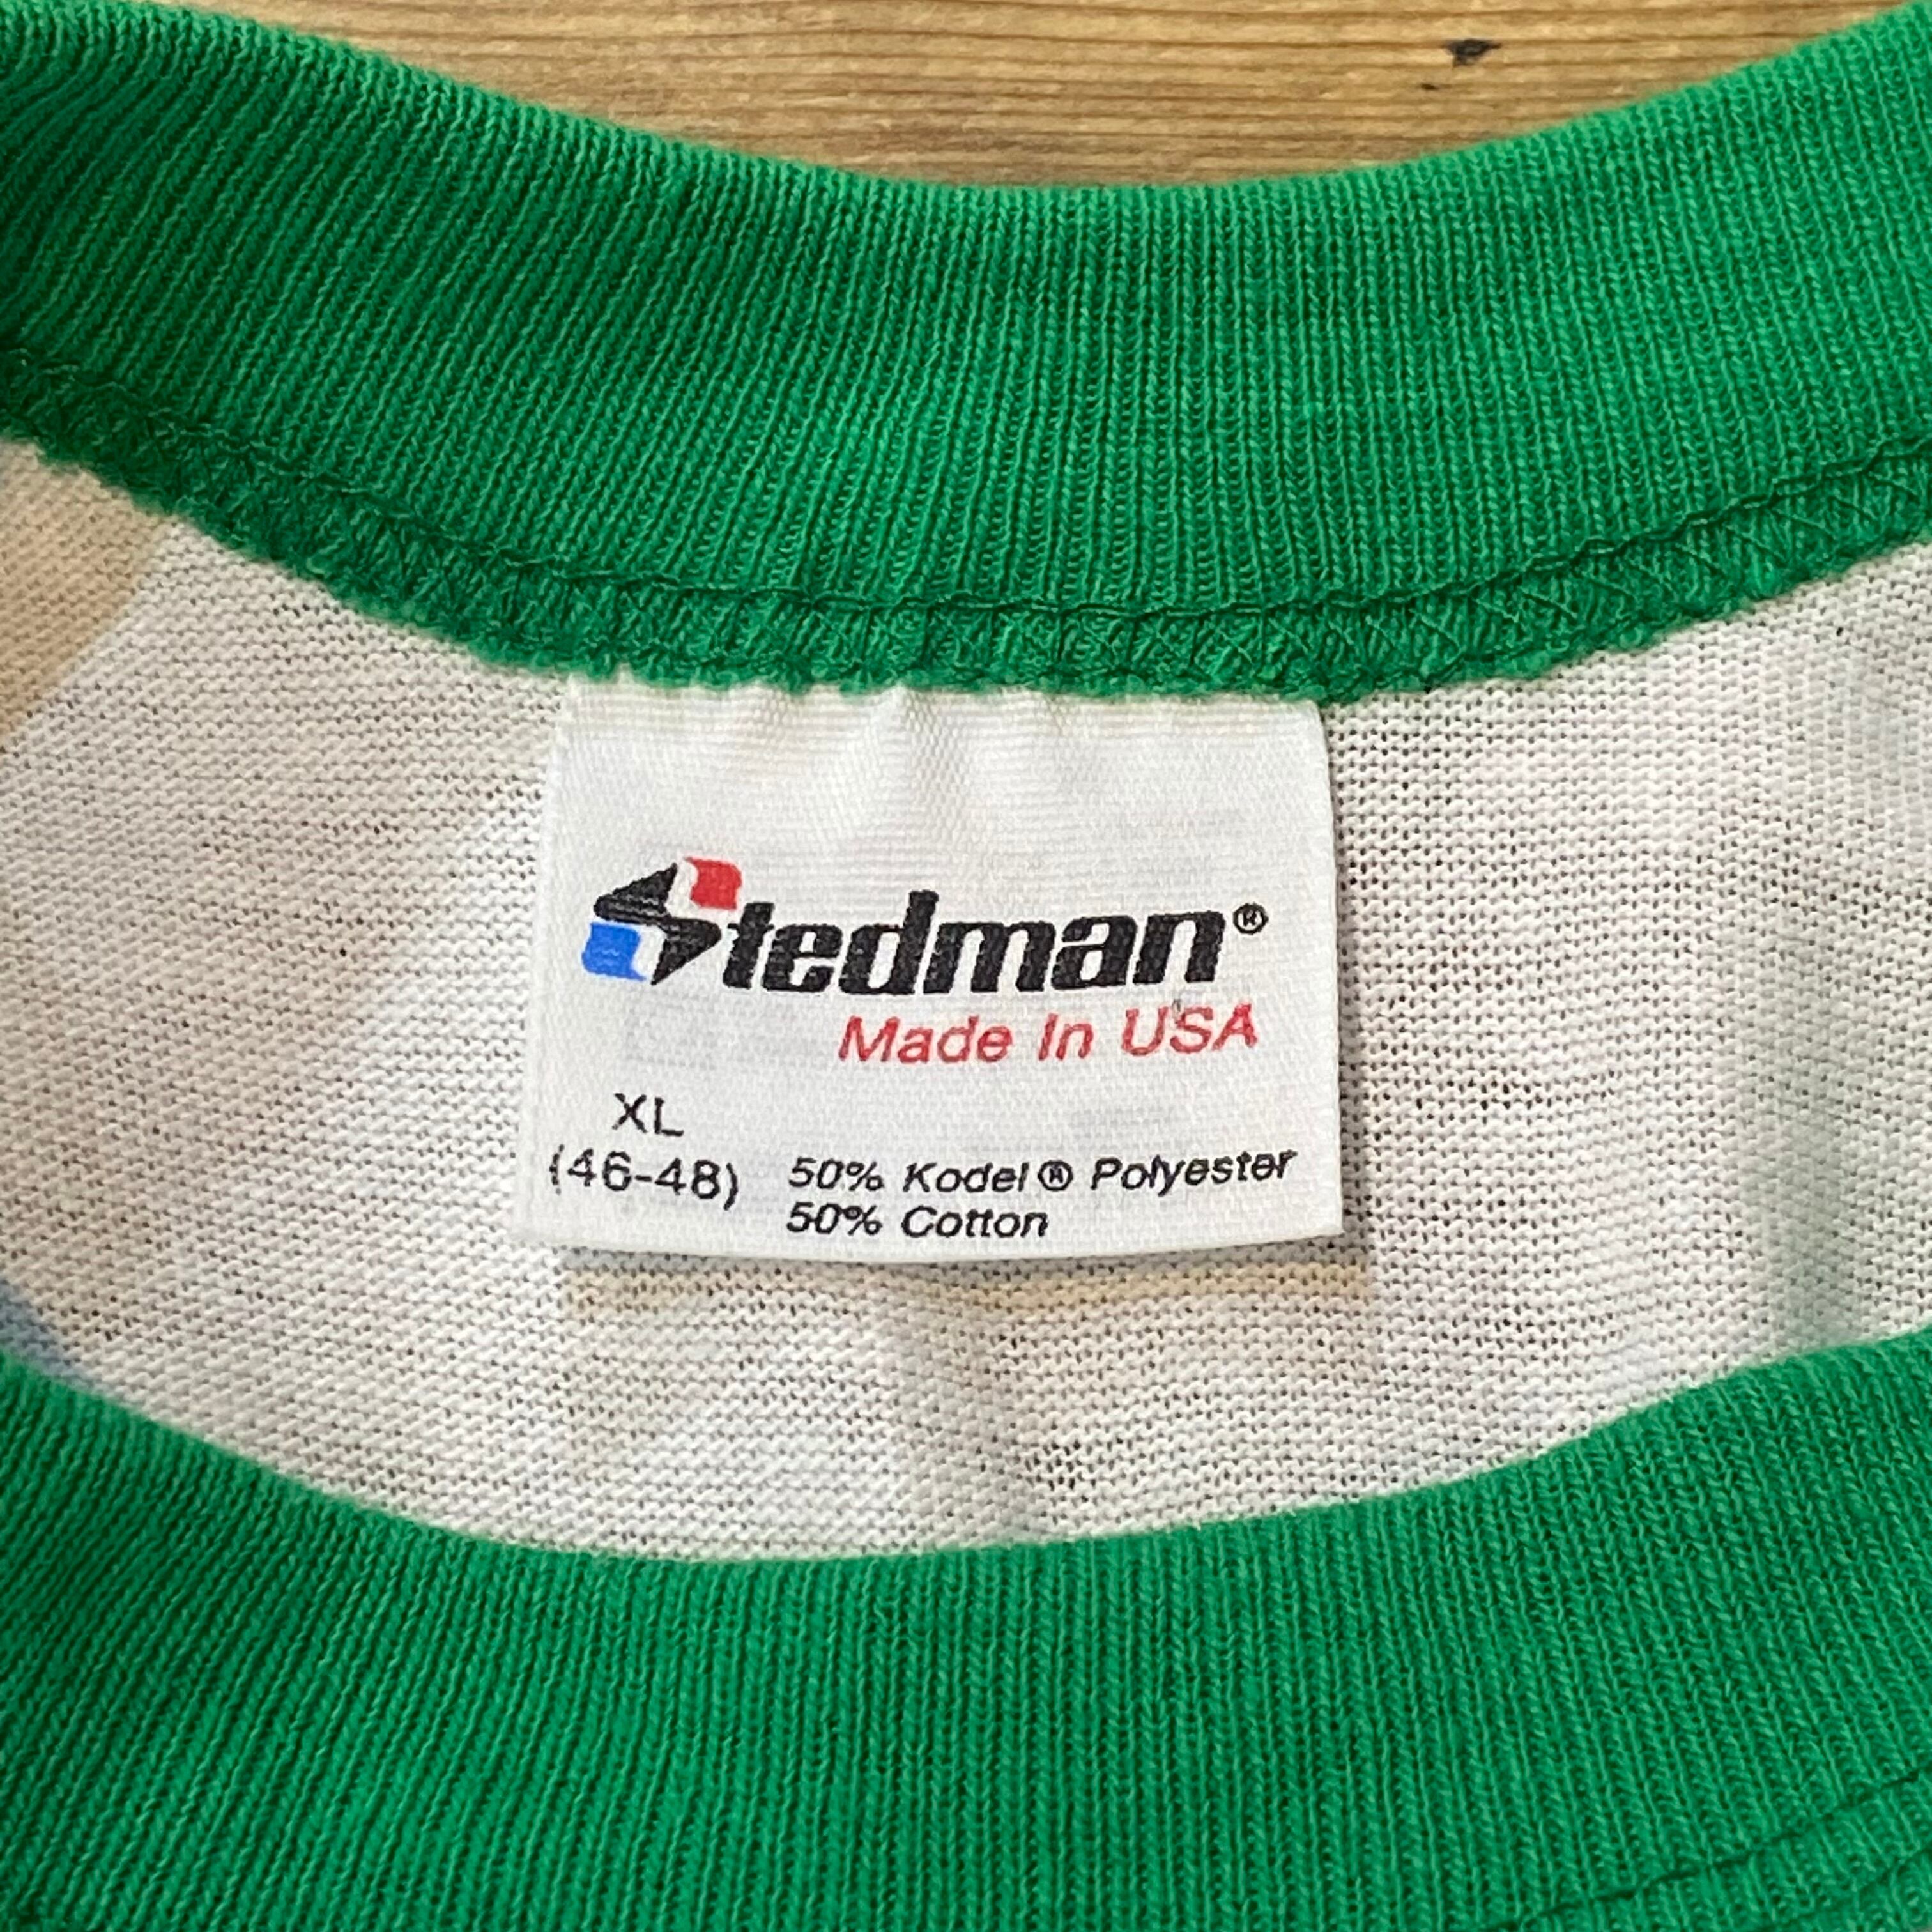 Stedman®
Made In USA
XL
(46-48)
50% Kodel® Polyester
50% Cotton